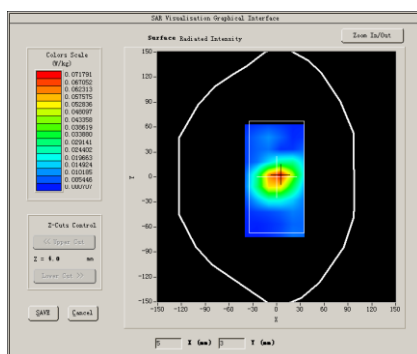 SAR Visualisation Graphical Interface
Surface Radiated Intensity
Zoom In/Out
Colors Scale
(W/kg)
0.071791
0.067052
0.062313
0.057575
0.052836
0.048097
0.043358
0.038619
0.033880
0.029141
0.024402
0.019663
0.014924
0.010185
0.005446
0.000707
Z-Cuts Control
<< Upper Cut
Z = 4.0 mm
Lower Cut >>
SAVE
Cancel
150
120
90
60
30
0
-30
-60
-90
-120
-150
Y
-150 -120 -90 -60 -30 0 30 60 90 120 150
X
5 X (mm) 3 Y (mm)